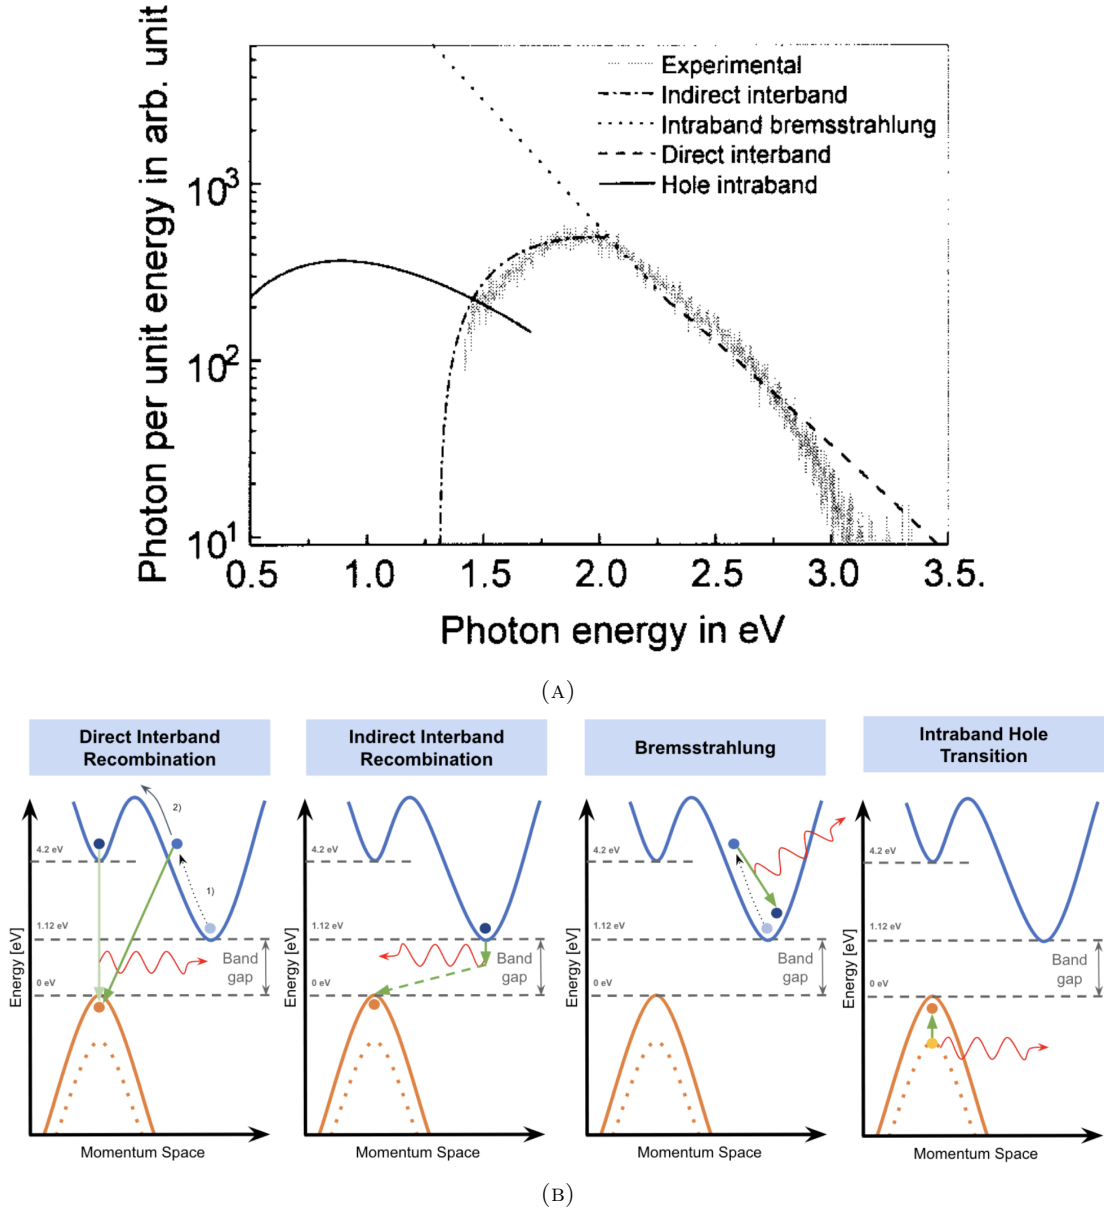 Photon per unit energy in arb. unit
Experimental
Indirect interband
Intraband bremsstrahlung
Direct interband
Hole intraband
10³
10²
10¹
0.5 1.0 1.5 2.0 2.5 3.0 3.5.
Photon energy in eV
(A)
Direct Interband
Recombination
2)
4.2 eV
1)
1.12 eV
Band
gap
0 eV
Energy [eV]
Momentum Space
Indirect Interband
Recombination
4.2 eV
1.12 eV
Band
gap
0 eV
Energy [eV]
Momentum Space
Bremsstrahlung
4.2 eV
1.12 eV
Band
gap
0 eV
Energy [eV]
Momentum Space
Intraband Hole
Transition
4.2 eV
1.12 eV
Band
gap
0 eV
Energy [eV]
Momentum Space
(B)